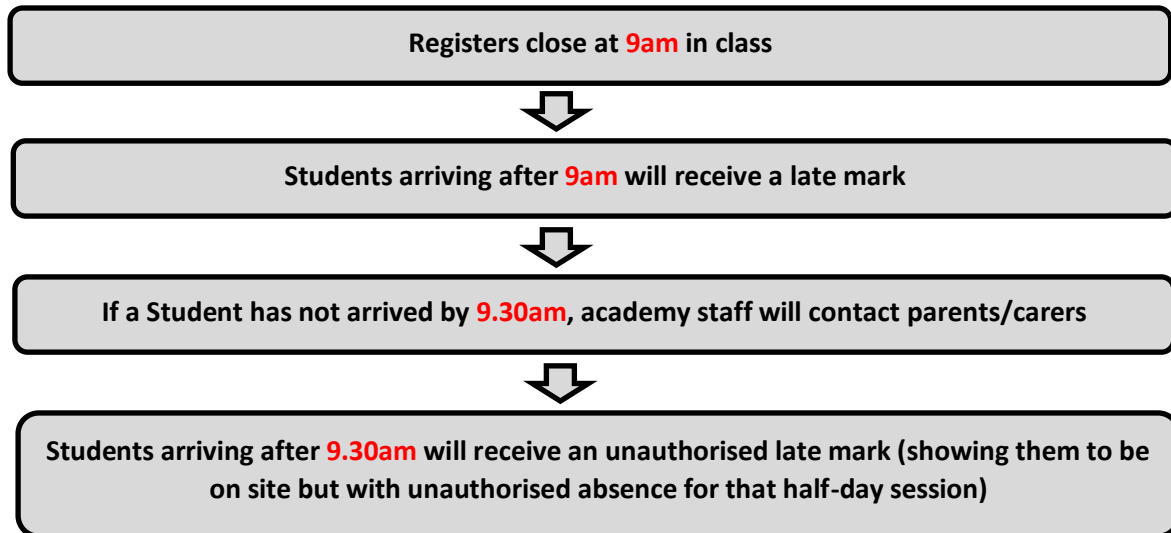 Registers close at 9am in class
Students arriving after 9am will receive a late mark
If a Student has not arrived by 9.30am, academy staff will contact parents/carers
Students arriving after 9.30am will receive an unauthorised late mark (showing them to be
on site but with unauthorised absence for that half-day session)